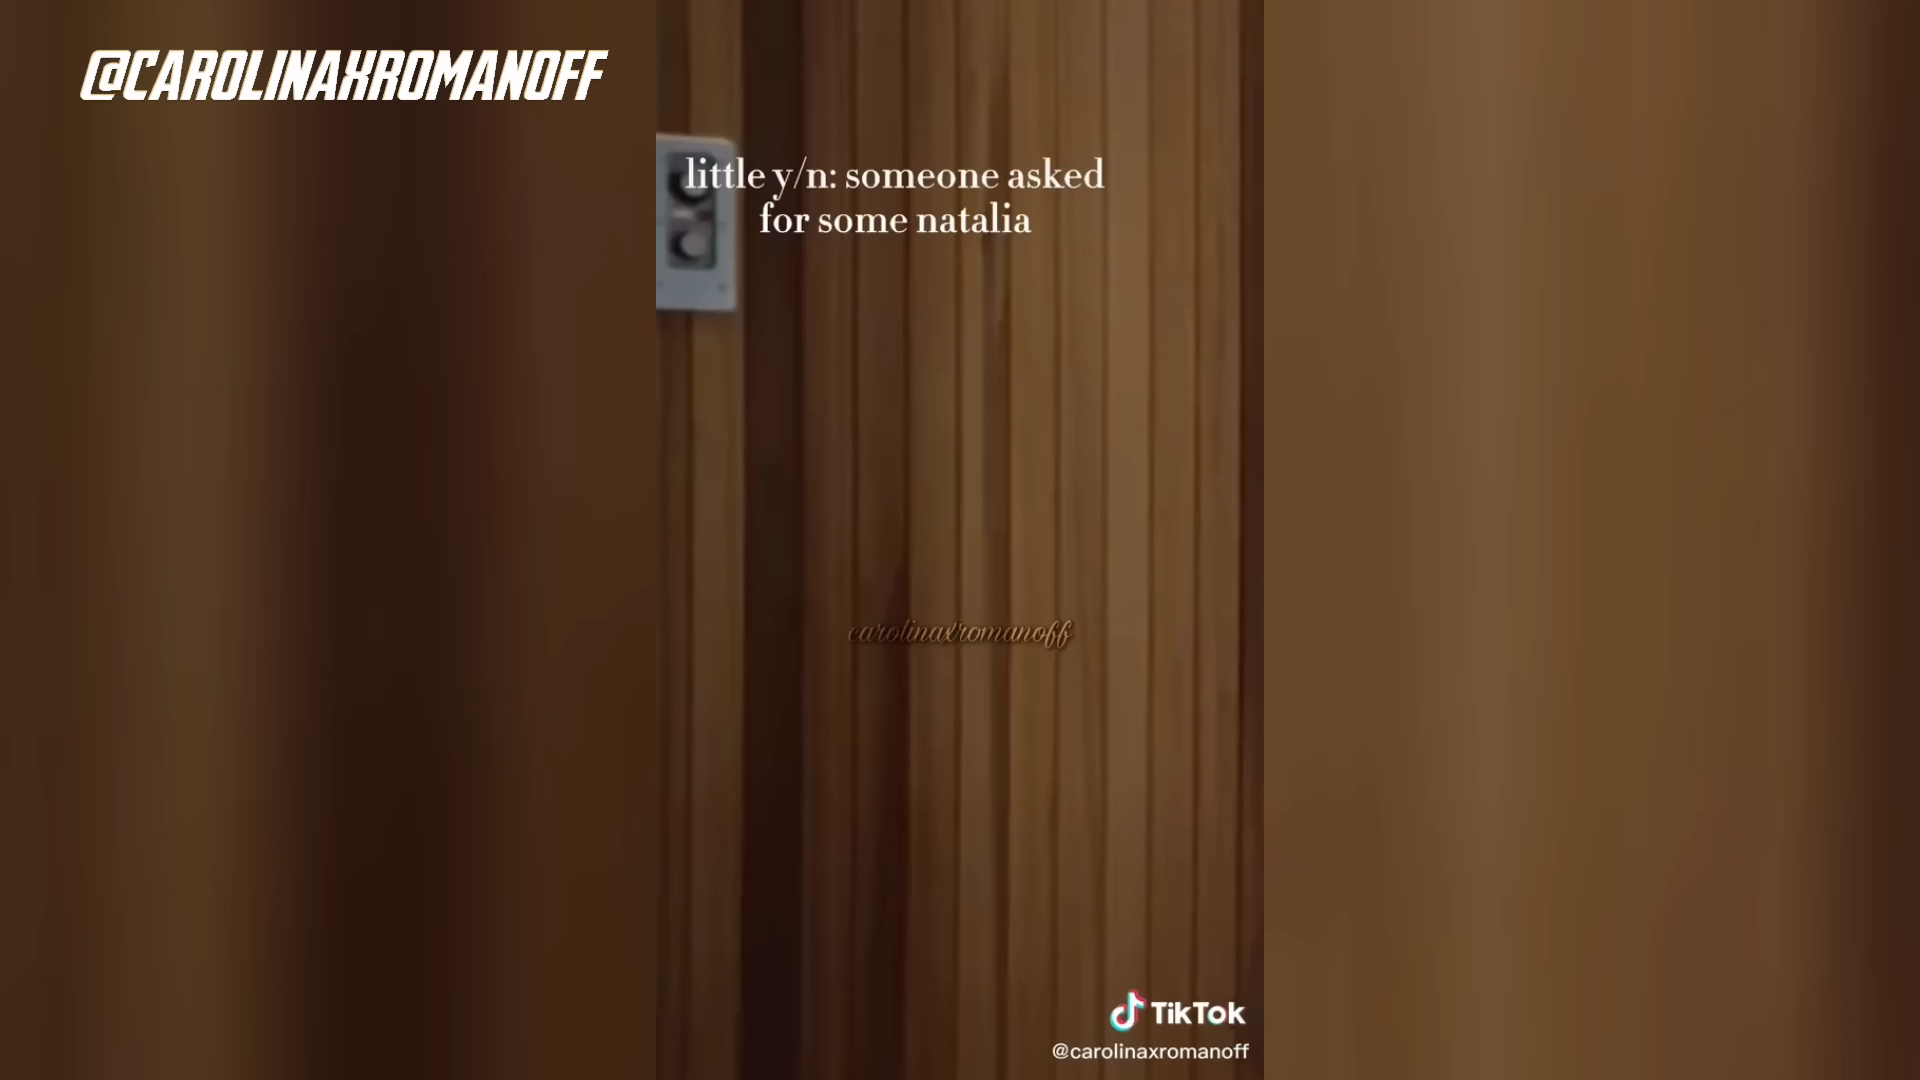 @CAROLINAXROMANOFF
little y/n: someone asked
for some natalia
carolinaxromanoff
TikTok
@carolinaxromanoff